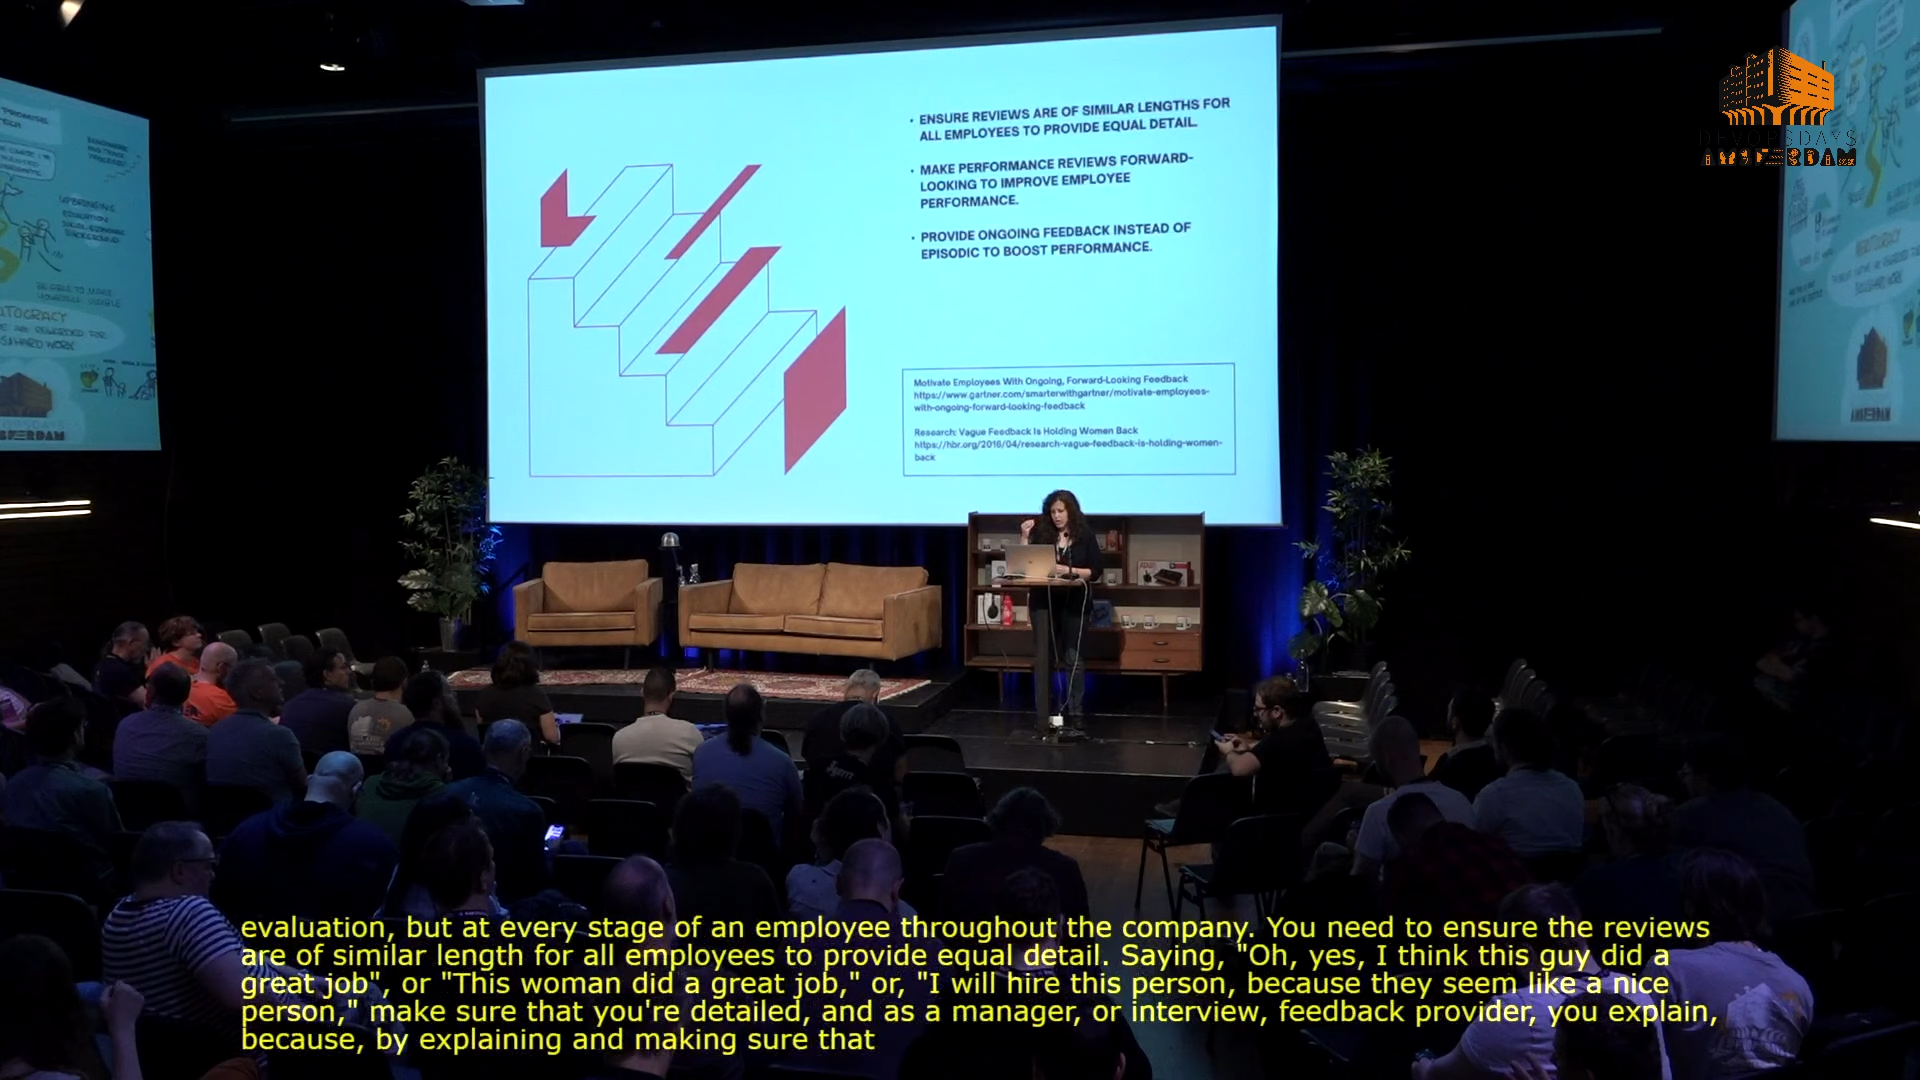 • ENSURE REVIEWS ARE OF SIMILAR LENGTHS FOR
ALL EMPLOYEES TO PROVIDE EQUAL DETAIL.
• MAKE PERFORMANCE REVIEWS FORWARD-
LOOKING TO IMPROVE EMPLOYEE
PERFORMANCE.
• PROVIDE ONGOING FEEDBACK INSTEAD OF
EPISODIC TO BOOST PERFORMANCE.
Motivate Employees With Ongoing, Forward-Looking Feedback
https://www.gartner.com/smarterwithgartner/motivate-employees-
with-ongoing-forward-looking-feedback
Research: Vague Feedback Is Holding Women Back
https://hbr.org/2016/04/research-vague-feedback-is-holding-women-
back
DEVOPSDAYS
AMSTERDAM
UPBRINGING
EDUCATION
SOCIO-ECONOMIC
BACKGROUND
evaluation, but at every stage of an employee throughout the company. You need to ensure the reviews
are of similar length for all employees to provide equal detail. Saying, "Oh, yes, I think this guy did a
great job", or "This woman did a great job," or, "I will hire this person, because they seem like a nice
person," make sure that you're detailed, and as a manager, or interview, feedback provider, you explain,
because, by explaining and making sure that